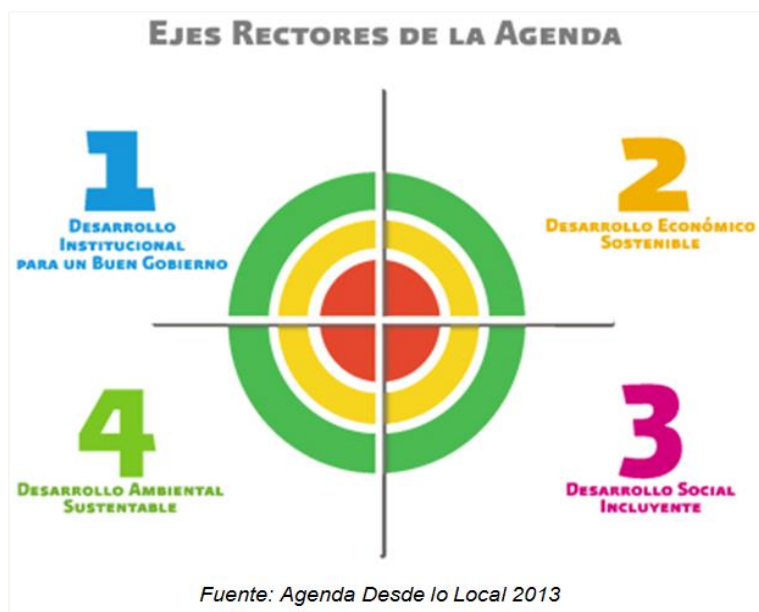 EJES RECTORES DE LA AGENDA
1
DESARROLLO
INSTITUCIONAL
PARA UN BUEN GOBIERNO
2
DESARROLLO ECONÓMICO
SOSTENIBLE
4
DESARROLLO AMBIENTAL
SUSTENTABLE
3
DESARROLLO SOCIAL
INCLUYENTE
Fuente: Agenda Desde lo Local 2013